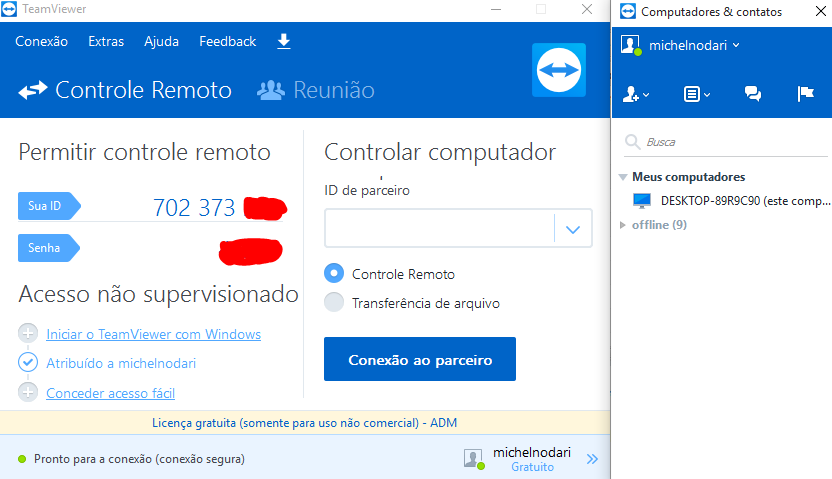 TeamViewer
Conexão Extras Ajuda Feedback
Controle Remoto Reunião
Permitir controle remoto
Sua ID 702 373
Senha
Acesso não supervisionado
Iniciar o TeamViewer com Windows
Atribuído a michelnodari
Conceder acesso fácil
Controlar computador
ID de parceiro
Controle Remoto
Transferência de arquivo
Conexão ao parceiro
Licença gratuita (somente para uso não comercial) - ADM
Pronto para a conexão (conexão segura)
michelnodari
Gratuito
Computadores & contatos
michelnodari
Busca
Meus computadores
DESKTOP-89R9C90 (este comp...
offline (9)